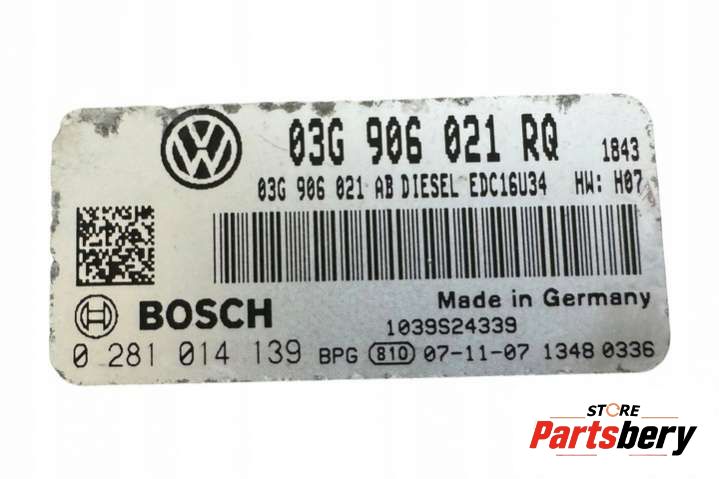 03G 906 021 RQ 1843
03G 906 021 AB DIESEL EDC16U34 HW: H07
BOSCH Made in Germany
1039S24339
0 281 014 139 BPG 810 07-11-07 1348 0336
STORE
Partsbery